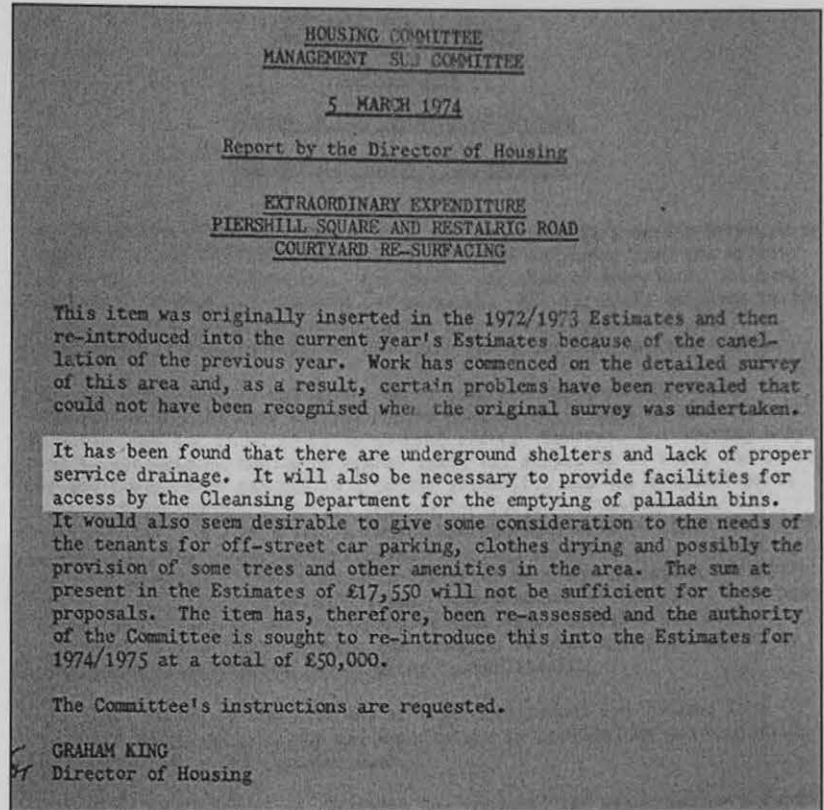 HOUSING COMMITTEE
MANAGEMENT SUB COMMITTEE
5 MARCH 1974
Report by the Director of Housing
EXTRAORDINARY EXPENDITURE
PIERSHILL SQUARE AND RESTALRIG ROAD
COURTYARD RE-SURFACING
This item was originally inserted in the 1972/1973 Estimates and then
re-introduced into the current year's Estimates because of the canel-
lation of the previous year. Work has commenced on the detailed survey
of this area and, as a result, certain problems have been revealed that
could not have been recognised when the original survey was undertaken.
It has been found that there are underground shelters and lack of proper
service drainage. It will also be necessary to provide facilities for
access by the Cleansing Department for the emptying of palladin bins.
It would also seem desirable to give some consideration to the needs of
the tenants for off-street car parking, clothes drying and possibly the
provision of some trees and other amenities in the area. The sum at
present in the Estimates of £17,550 will not be sufficient for these
proposals. The item has, therefore, been re-assessed and the authority
of the Committee is sought to re-introduce this into the Estimates for
1974/1975 at a total of £50,000.
The Committee's instructions are requested.
GRAHAM KING
Director of Housing